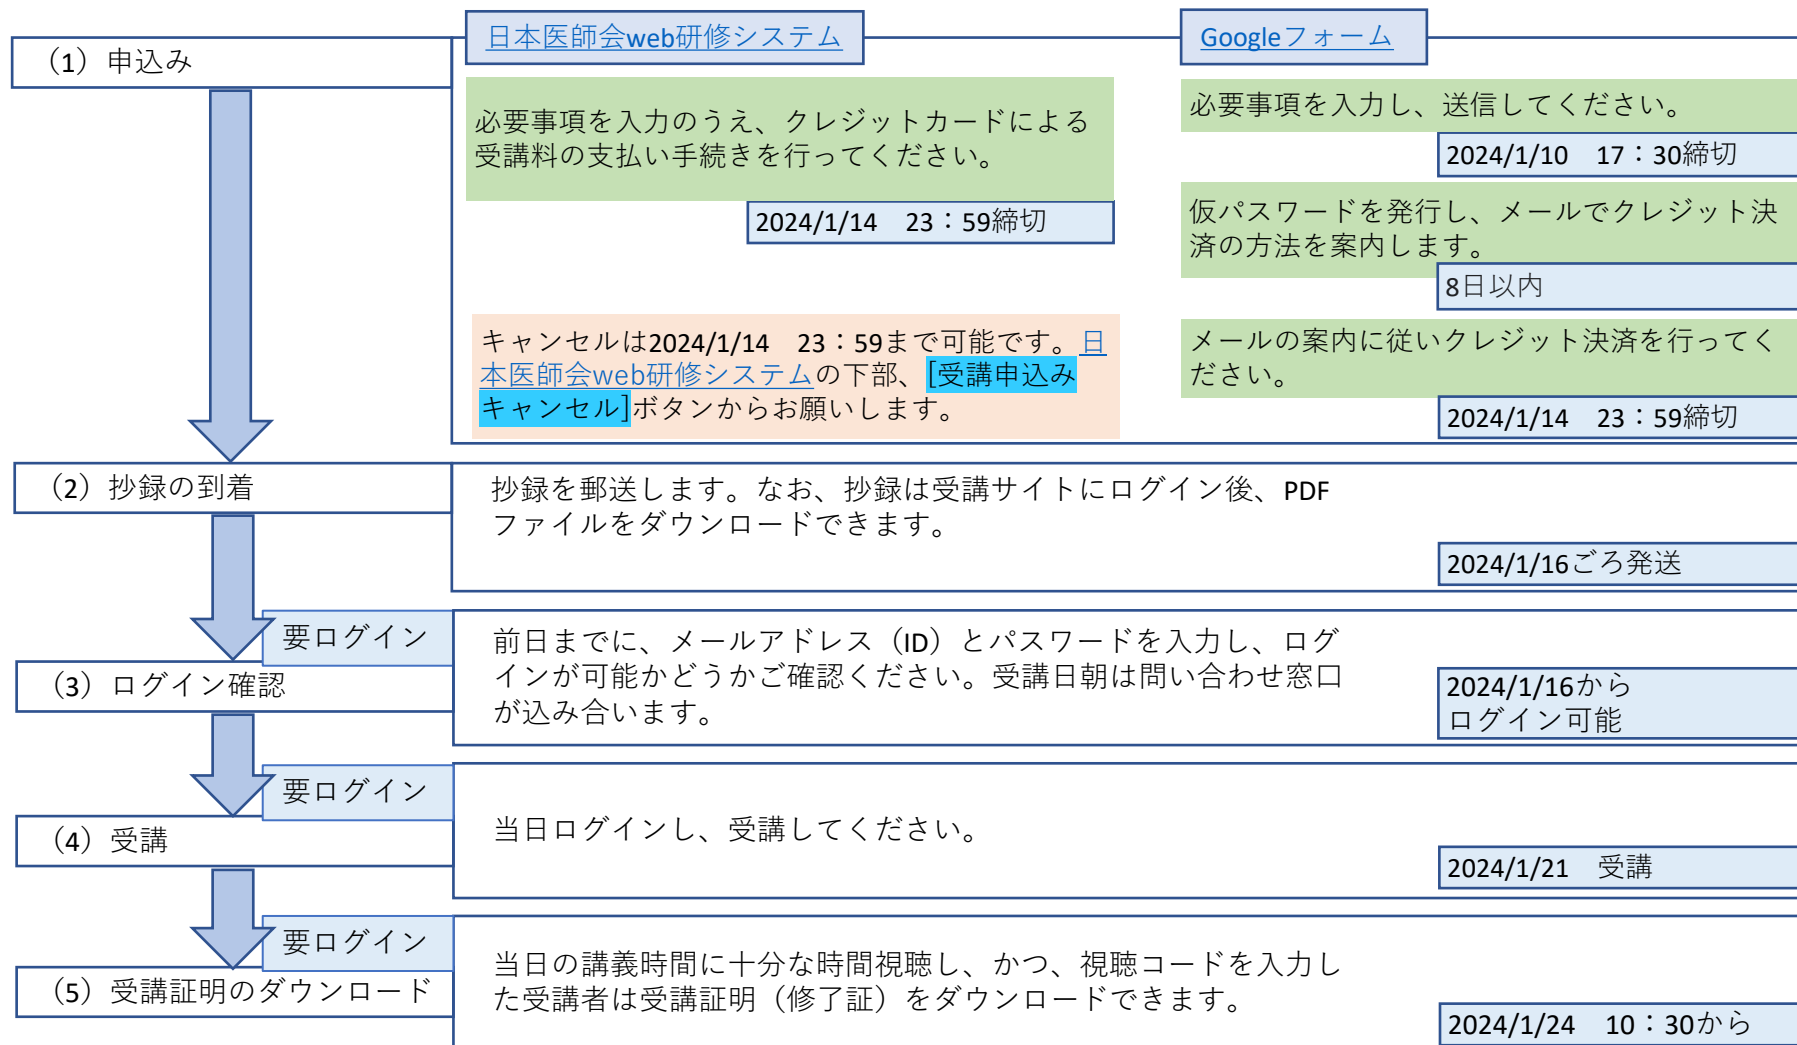 （1）申込み
日本医師会web研修システム
必要事項を入力のうえ、クレジットカードによる
受講料の支払い手続きを行ってください。
2024/1/14　23：59締切
キャンセルは2024/1/14　23：59まで可能です。日
本医師会web研修システムの下部、[受講申込み
キャンセル]ボタンからお願いします。
Googleフォーム
必要事項を入力し、送信してください。
2024/1/10　17：30締切
仮パスワードを発行し、メールでクレジット決
済の方法を案内します。
8日以内
メールの案内に従いクレジット決済を行ってく
ださい。
2024/1/14　23：59締切
（2）抄録の到着
抄録を郵送します。なお、抄録は受講サイトにログイン後、PDF
ファイルをダウンロードできます。
2024/1/16ごろ発送
要ログイン
（3）ログイン確認
前日までに、メールアドレス（ID）とパスワードを入力し、ログ
インが可能かどうかご確認ください。受講日朝は問い合わせ窓口
が込み合います。
2024/1/16から
ログイン可能
要ログイン
（4）受講
当日ログインし、受講してください。
2024/1/21　受講
要ログイン
（5）受講証明のダウンロード
当日の講義時間に十分な時間視聴し、かつ、視聴コードを入力し
た受講者は受講証明（修了証）をダウンロードできます。
2024/1/24　10：30から